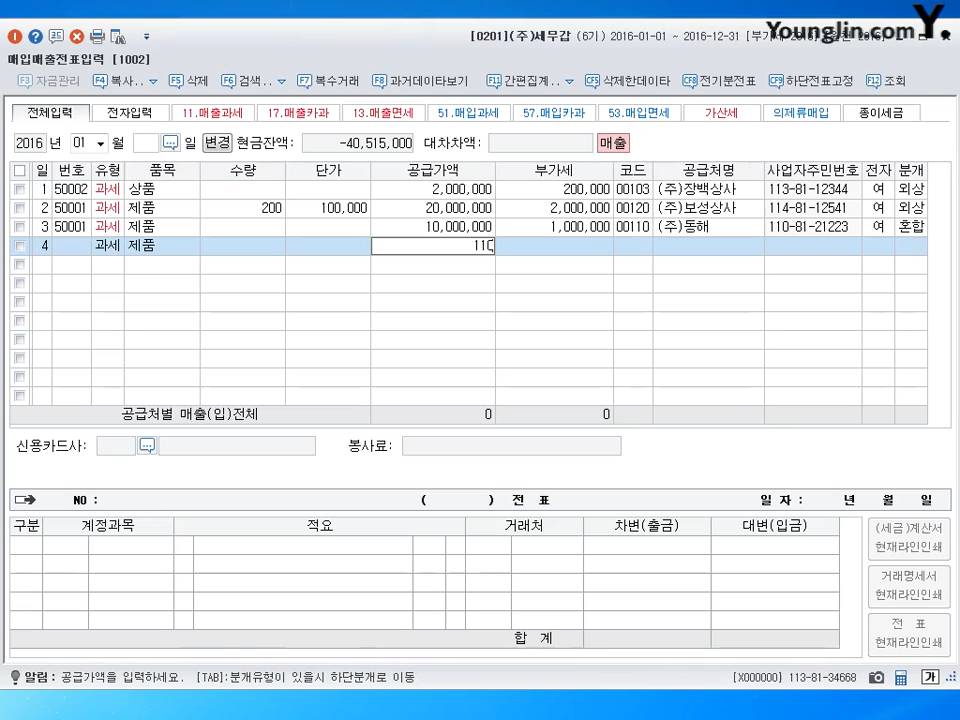 Younglin.com Y.
[0201](주)세무갑 (6기) 2016-01-01 ~ 2016-12-31
매입매출전표입력 [1002]
F3 자금관리 F4 복사.. F5 삭제 F6 검색.. F7 복수거래 F8 과거데이타보기 F11 간편집계.. CF5 삭제한데이타 CF8 전기분전표 CF9 하단전표고정 F12 조회
전체입력 전자입력 11.매출과세 17.매출카과 13.매출면세 51.매입과세 57.매입카과 53.매입면세 가산세 의제류매입 종이세금
2016 년 01 월 일 변경 현금잔액: -40,515,000 대차차액: 매출
일 번호 유형 품목 수량 단가 공급가액 부가세 코드 공급처명 사업자주민번호 전자 분개
1 50002 과세 상품 2,000,000 200,000 00103 (주)장백상사 113-81-12344 여 외상
2 50001 과세 제품 200 100,000 20,000,000 2,000,000 00120 (주)보성상사 114-81-12541 여 외상
3 50001 과세 제품 10,000,000 1,000,000 00110 (주)동해 110-81-21223 여 혼합
4 과세 제품 110
공급처별 매출(입)전체 0 0
신용카드사: 봉사료:
NO : ( ) 전 표 일 자 : 년 월 일
구분 계정과목 적요 거래처 차변(출금) 대변(입금)
(세금)계산서
현재라인인쇄
거래명세서
현재라인인쇄
전 표
현재라인인쇄
합 계
알림: 공급가액을 입력하세요. [TAB]:분개유형이 있을시 하단분개로 이동 [X000000] 113-81-34668 가